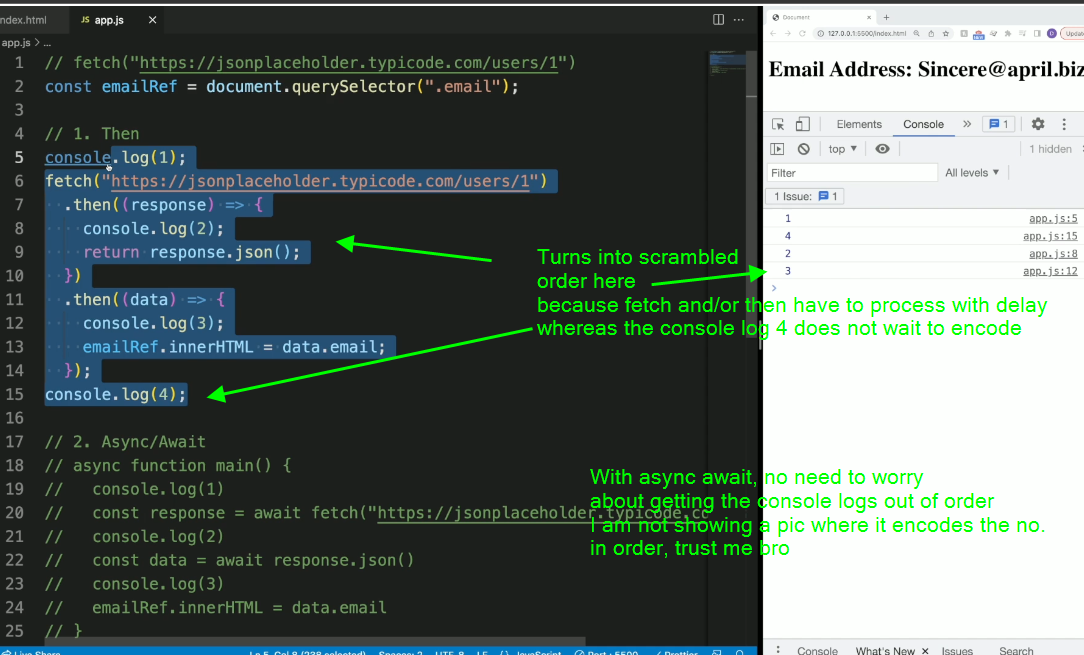 ndex.html JS app.js ✕ ···
app.js > ...
1 // fetch("https://jsonplaceholder.typicode.com/users/1")
2 const emailRef = document.querySelector(".email");
3
4 // 1. Then
5 console.log(1);
6 fetch("https://jsonplaceholder.typicode.com/users/1")
7 .then((response) => {
8 console.log(2);
9 return response.json();
10 })
11 .then((data) => {
12 console.log(3);
13 emailRef.innerHTML = data.email;
14 });
15 console.log(4);
16
17 // 2. Async/Await
18 // async function main() {
19 // console.log(1)
20 // const response = await fetch("https://jsonplaceholder.typicode.cc
21 // console.log(2)
22 // const data = await response.json()
23 // console.log(3)
24 // emailRef.innerHTML = data.email
25 // }
Live Share Ln 5, Col 8 (238 selected) Spaces: 2 UTF-8 LF {} JavaScript Port : 5500 Prettier
Turns into scrambled
order here
because fetch and/or then have to process with delay
whereas the console log 4 does not wait to encode
With async await, no need to worry
about getting the console logs out of order
I am not showing a pic where it encodes the no.
in order, trust me bro
Document
127.0.0.1:5500/index.html D Updat
Email Address: Sincere@april.biz
Elements Console » 1
top ▼ 1 hidden
Filter All levels ▼
1 Issue: 1
1 app.js:5
4 app.js:15
2 app.js:8
3 app.js:12
>
Console What's New ✕ Issues Search